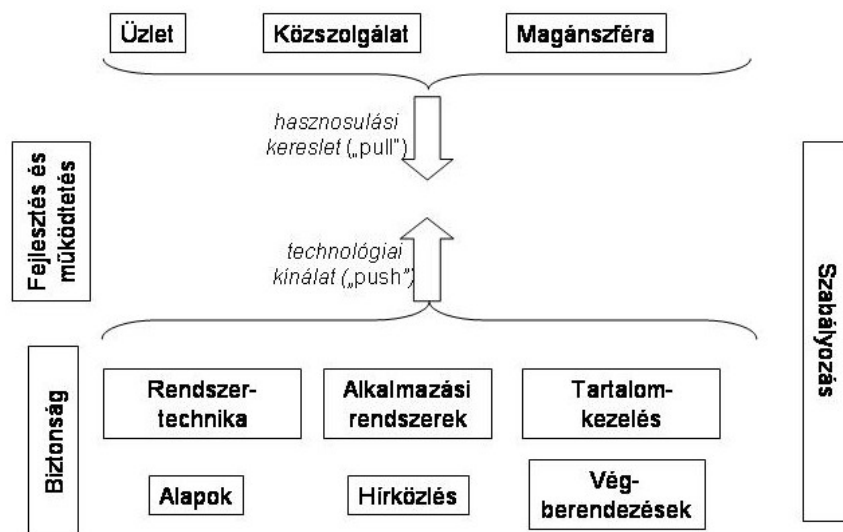 Üzlet
Közszolgálat
Magánszféra
hasznosulási
kereslet („pull”)
Fejlesztés és
működtetés
technológiai
kínálat („push”)
Szabályozás
Biztonság
Rendszer-
technika
Alkalmazási
rendszerek
Tartalom-
kezelés
Alapok
Hírközlés
Vég-
berendezések